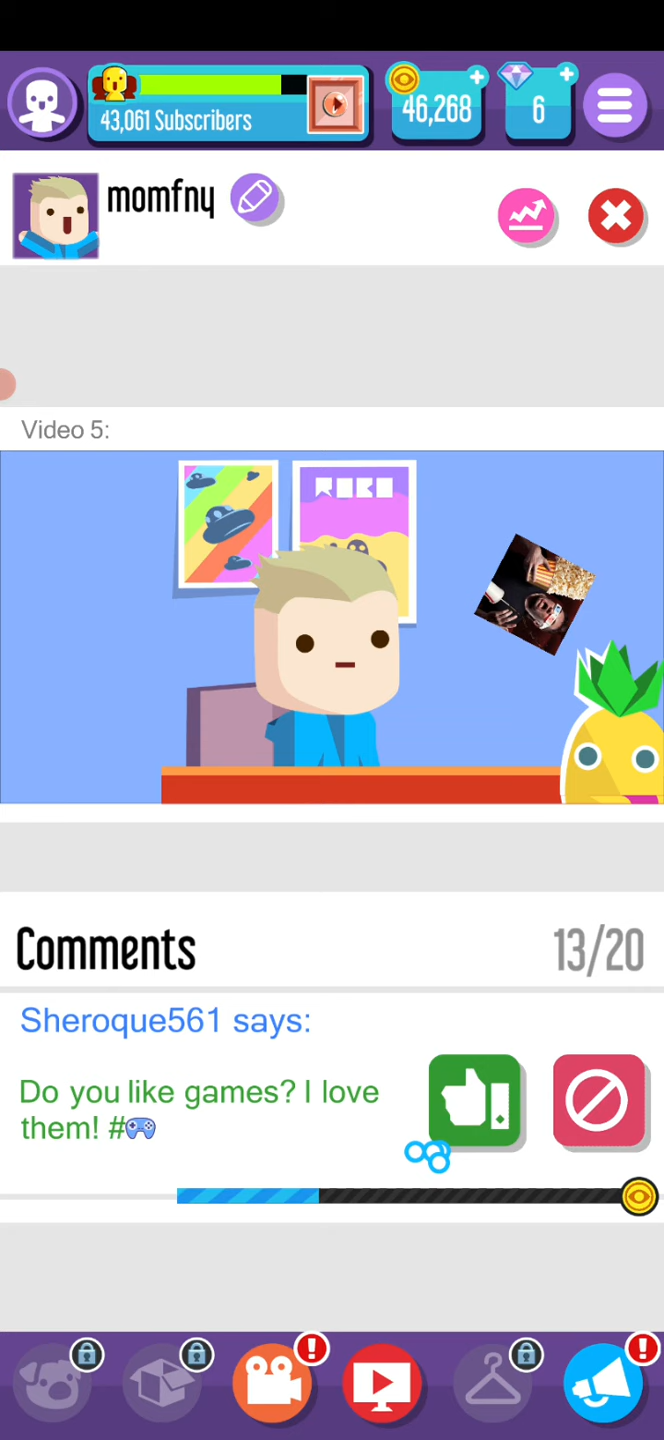 43,061 Subscribers
46,268
6
momfny
Video 5:
ROKO
Comments
13/20
Sheroque561 says:
Do you like games? I love
them! #🎮